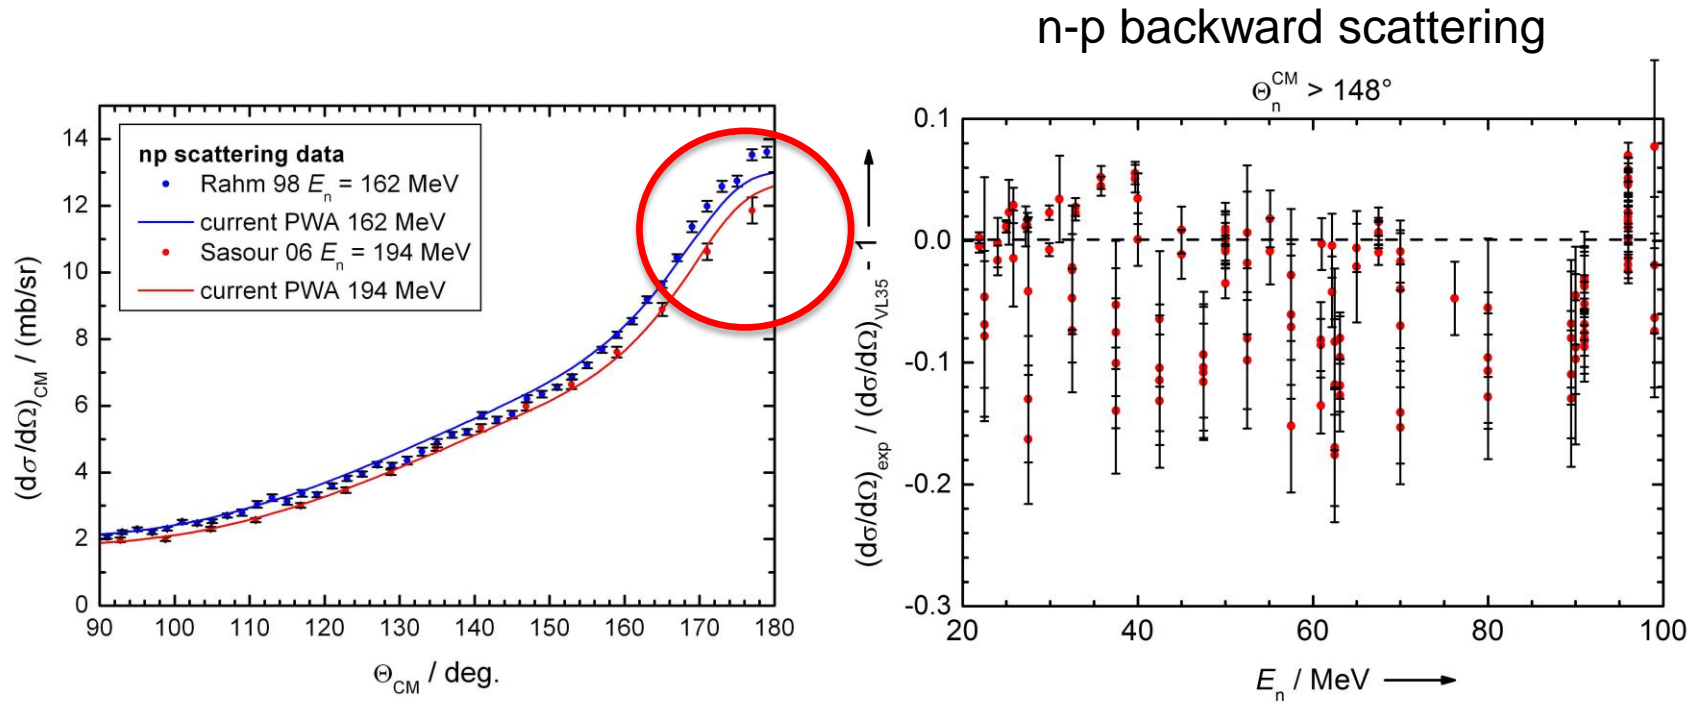 n-p backward scattering
np scattering data
Rahm 98 Eₙ = 162 MeV
current PWA 162 MeV
Sasour 06 Eₙ = 194 MeV
current PWA 194 MeV
(dσ/dΩ)CM / (mb/sr)
14
12
10
8
6
4
2
0
90 100 110 120 130 140 150 160 170 180
ΘCM / deg.
ΘnCM > 148°
(dσ/dΩ)exp / (dσ/dΩ)VL35 - 1
0.1
0.0
-0.1
-0.2
-0.3
20 40 60 80 100
Eₙ / MeV